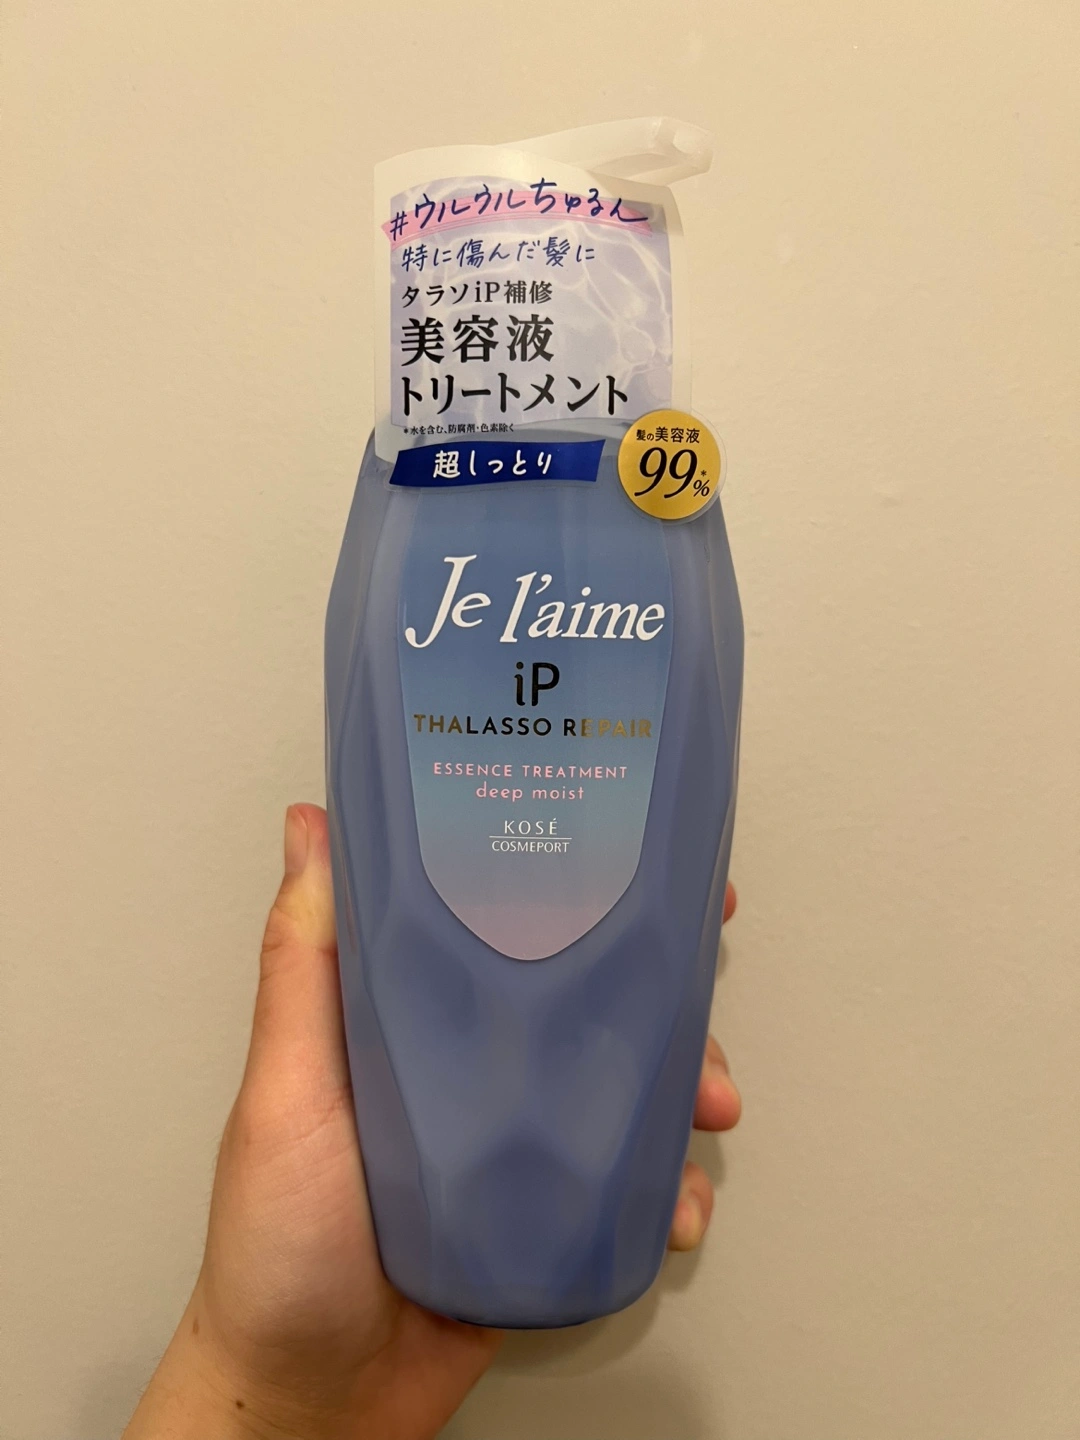 #ウルウルちゅるん
特に傷んだ髪に
タラソiP補修
美容液
トリートメント
*水を含む、防腐剤・色素除く
超しっとり
髪の美容液
99*%
Je l'aime
iP
THALASSO REPAIR
ESSENCE TREATMENT
deep moist
KOSÉ
COSMEPORT